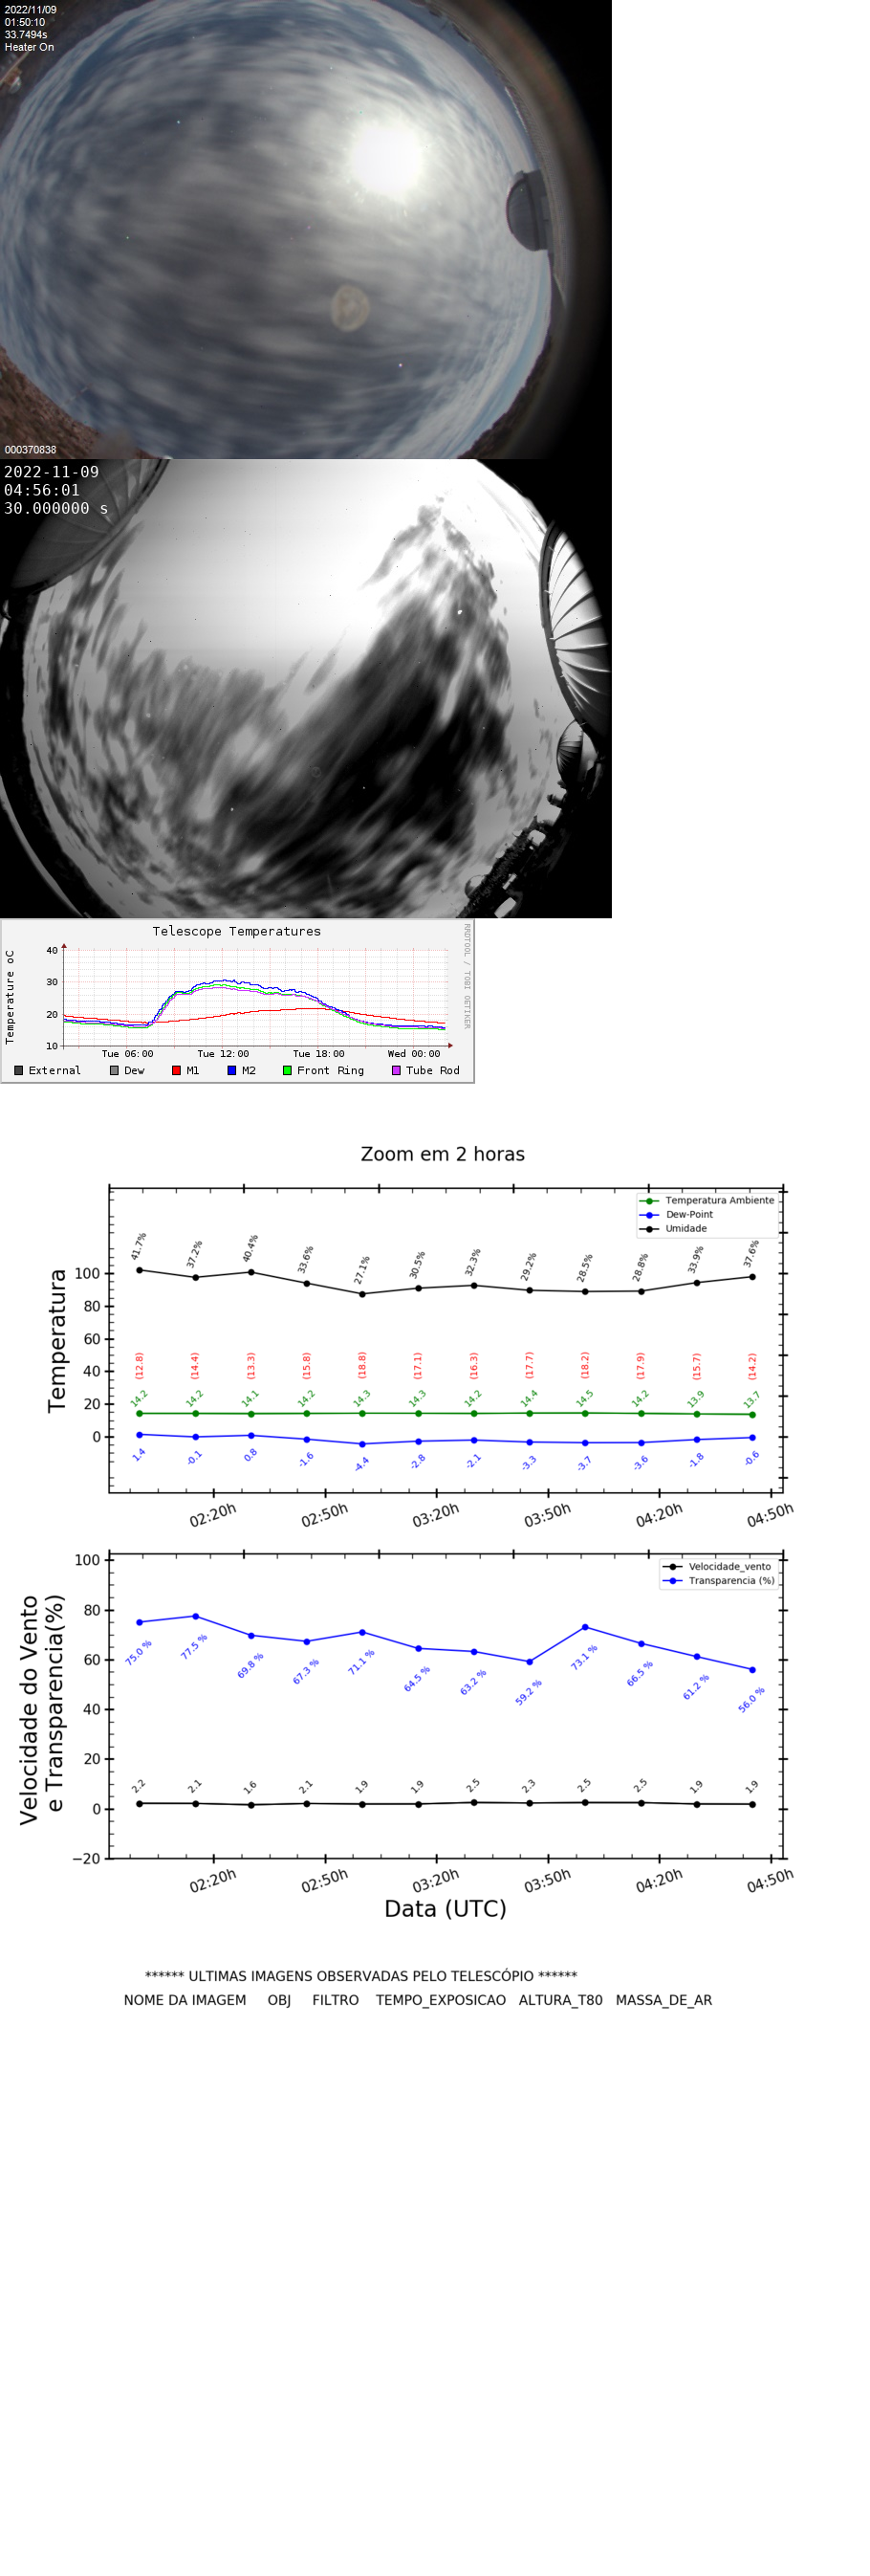 2022/11/09
01:50:10
33.7494s
Heater On
000370838
2022-11-09
04:56:01
30.000000 s
Telescope Temperatures
RRDTOOL / TOBI OETIKER
Temperature oC
40
30
20
10
Tue 06:00 Tue 12:00 Tue 18:00 Wed 00:00
External Dew M1 M2 Front Ring Tube Rod
Zoom em 2 horas
Temperatura Ambiente
Dew-Point
Umidade
Temperatura
100
80
60
40
20
0
41.7% 37.2% 40.4% 33.6% 27.1% 30.5% 32.3% 29.2% 28.5% 28.8% 33.9% 37.6%
(12.8) (14.4) (13.3) (15.8) (18.8) (17.1) (16.3) (17.7) (18.2) (17.9) (15.7) (14.2)
14.2 14.2 14.1 14.2 14.3 14.3 14.2 14.4 14.5 14.2 13.9 13.7
1.4 -0.1 0.8 -1.6 -4.4 -2.8 -2.1 -3.3 -3.7 -3.6 -1.8 -0.6
02:20h 02:50h 03:20h 03:50h 04:20h 04:50h
Velocidade_vento
Transparencia (%)
Velocidade do Vento
e Transparencia(%)
100
80
60
40
20
0
−20
75.0 % 77.5 % 69.8 % 67.3 % 71.1 % 64.5 % 63.2 % 59.2 % 73.1 % 66.5 % 61.2 % 56.0 %
2.2 2.1 1.6 2.1 1.9 1.9 2.5 2.3 2.5 2.5 1.9 1.9
02:20h 02:50h 03:20h 03:50h 04:20h 04:50h
Data (UTC)
****** ULTIMAS IMAGENS OBSERVADAS PELO TELESCÓPIO ******
NOME DA IMAGEM OBJ FILTRO TEMPO_EXPOSICAO ALTURA_T80 MASSA_DE_AR